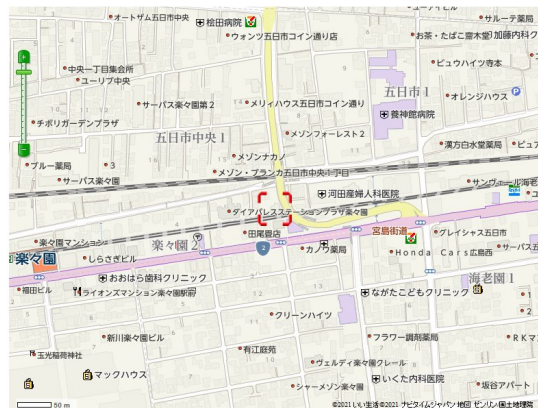 オートザム五日市中央
桧田病院
サルーテ薬局
ウォンツ五日市コイン通り店
お茶・たばこ齋木堂
加藤内科ク
中央一丁目集会所
ユーリプ中央
ビュウハイツ寺本
五日市1
オレンジハウス
サーパス楽々園第2
メリィハウス五日市コイン通り
養神館病院
チボリガーデンプラザ
五日市中央1
メゾンフォーレスト2
漢方白水堂薬局
ピュア
メゾンナカノ
ブルー薬局
3
メゾン・ブランカ五日市中央1丁目
サーパス楽々園
サンヴェール海老
河田産婦人科医院
ダイアパレスステーションプラザ楽々園
田尾畳店
宮島街道
グレイシャス五日市
楽々園マンション
楽々園2
カノウ薬局
サーパス五
楽々園
しらさぎビル
2
Honda Cars広島西
おおはら歯科クリニック
海老園1
福田ビル
ライオンズマンション楽々園駅前
ながたこどもクリニック
クリーンハイツ
新川楽々園ビル
フラワー調剤薬局
RKマ
玉光稲荷神社
有江庭苑
ヴェルディ楽々園クレール
マックハウス
いくた内科医院
シャーメゾン楽々園
坂谷アパート
50 m
©2021 いい生活 ©2021 ナビタイムジャパン 地図 ゼンリン 国土地理院